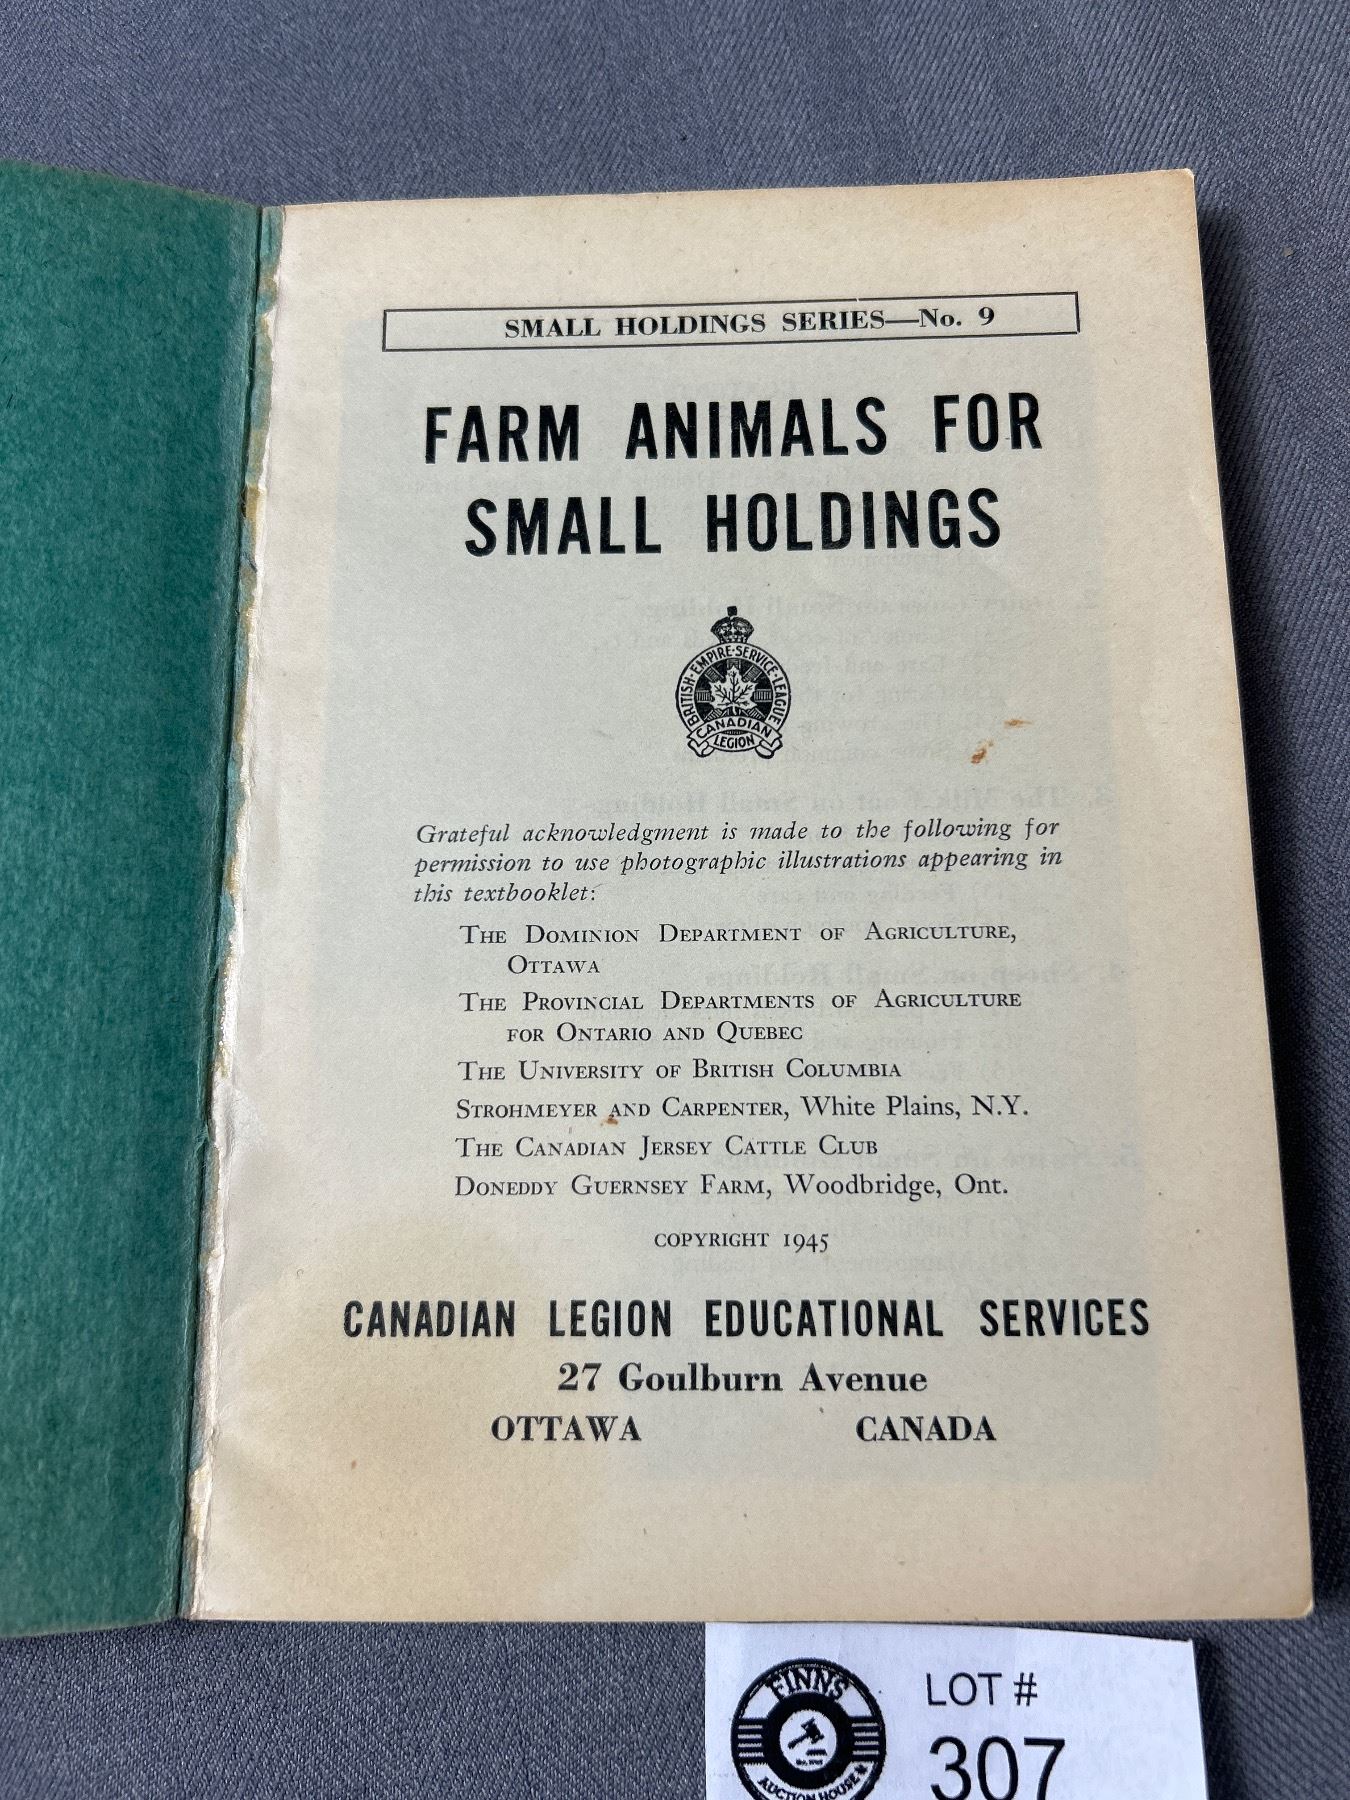 SMALL HOLDINGS SERIES—No. 9
FARM ANIMALS FOR
SMALL HOLDINGS
BRITISH·EMPIRE·SERVICE·LEAGUE
CANADIAN
LEGION
Grateful acknowledgment is made to the following for
permission to use photographic illustrations appearing in
this textbooklet:
THE DOMINION DEPARTMENT OF AGRICULTURE,
OTTAWA
THE PROVINCIAL DEPARTMENTS OF AGRICULTURE
FOR ONTARIO AND QUEBEC
THE UNIVERSITY OF BRITISH COLUMBIA
STROHMEYER AND CARPENTER, White Plains, N.Y.
THE CANADIAN JERSEY CATTLE CLUB
DONEDDY GUERNSEY FARM, Woodbridge, Ont.
COPYRIGHT 1945
CANADIAN LEGION EDUCATIONAL SERVICES
27 Goulburn Avenue
OTTAWA CANADA
FINNS
AUCTION HOUSE
LOT #
307